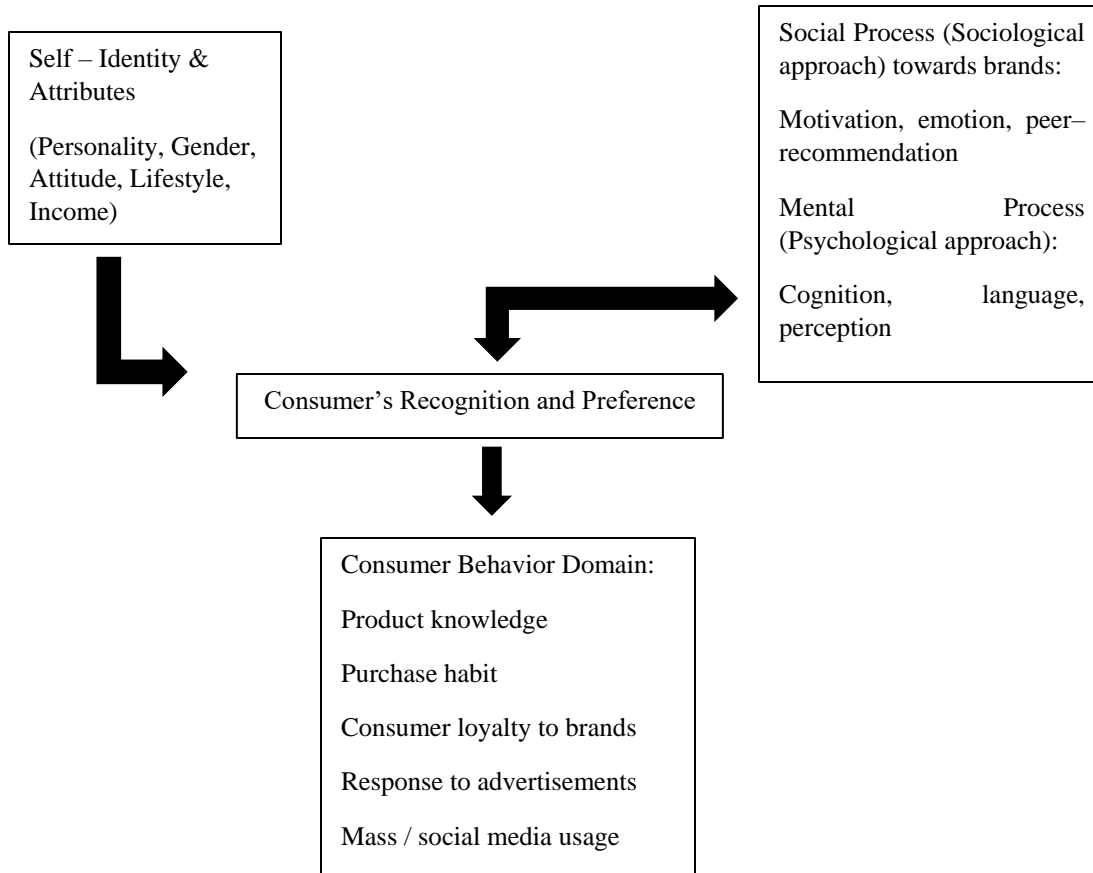 Self – Identity &
Attributes
(Personality, Gender,
Attitude, Lifestyle,
Income)
Social Process (Sociological
approach) towards brands:
Motivation, emotion, peer–
recommendation
Mental Process
(Psychological approach):
Cognition, language,
perception
Consumer’s Recognition and Preference
Consumer Behavior Domain:
Product knowledge
Purchase habit
Consumer loyalty to brands
Response to advertisements
Mass / social media usage